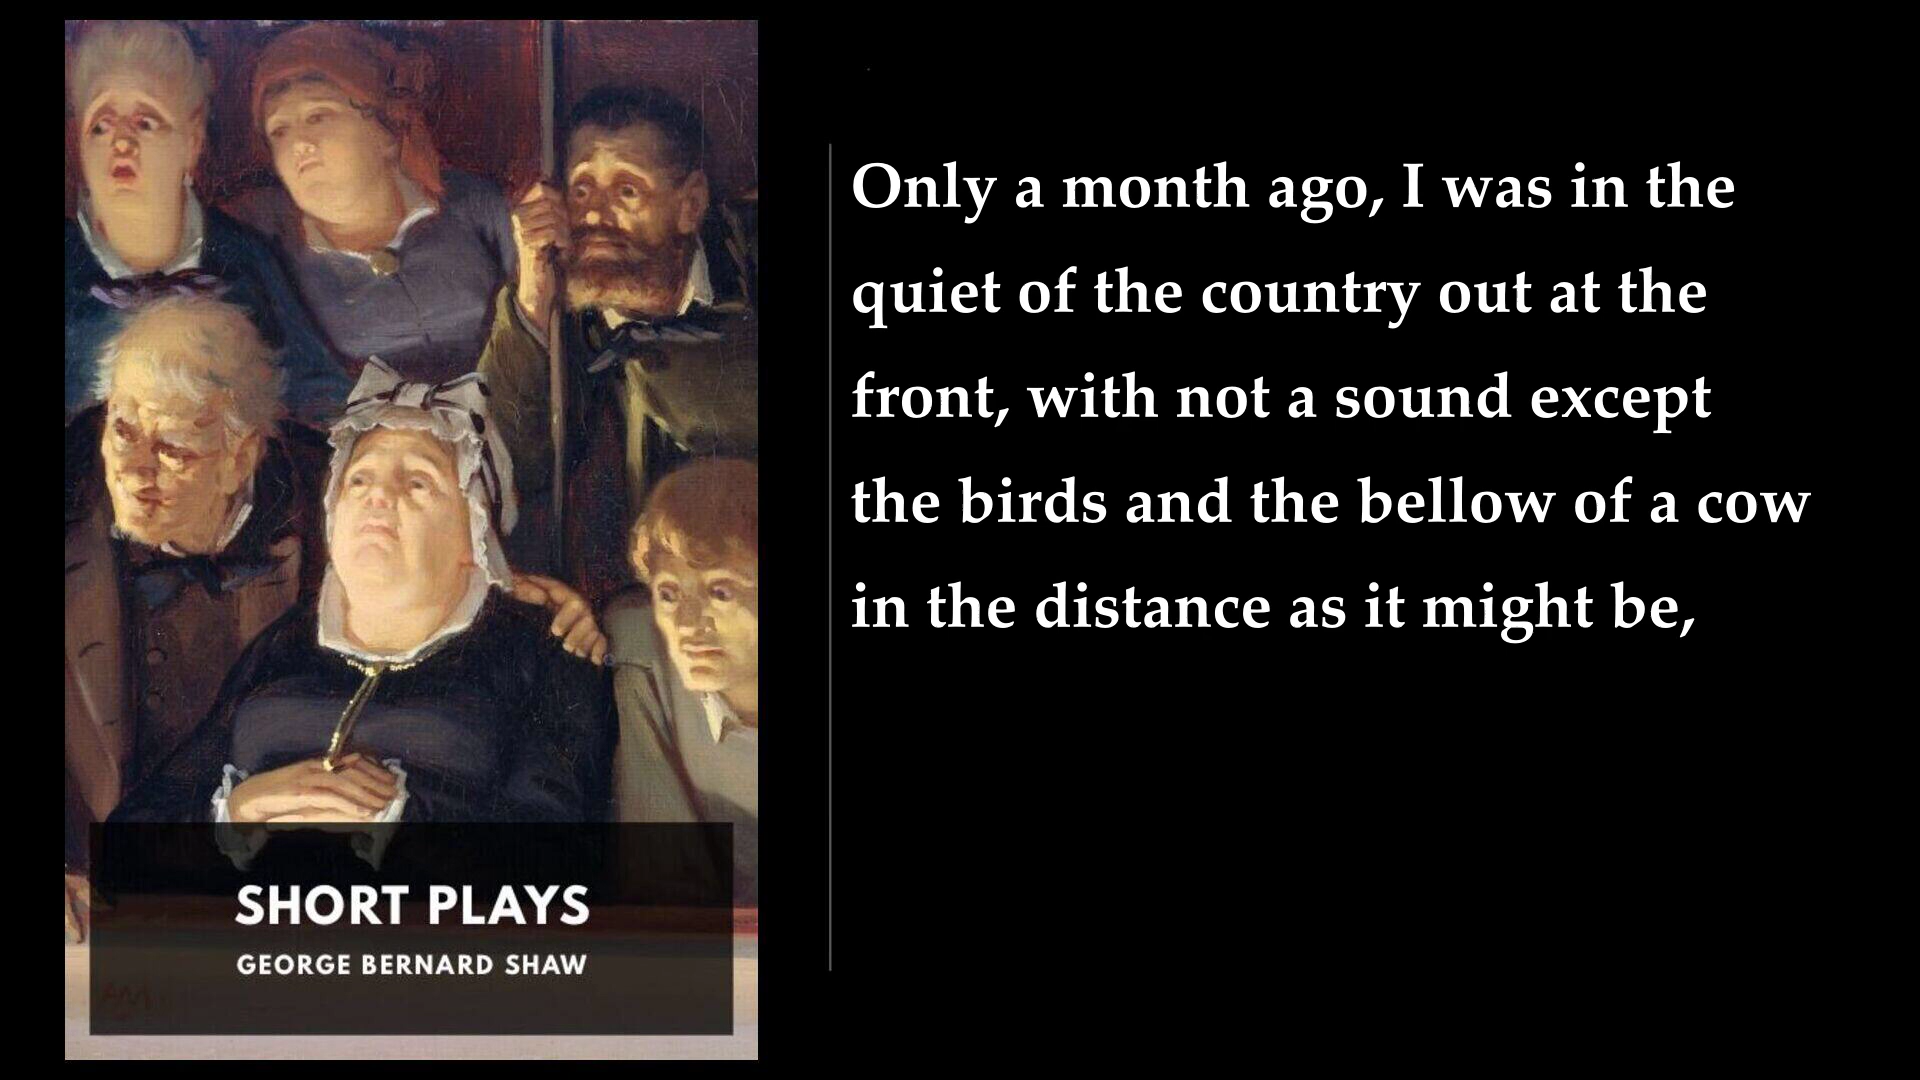 Only a month ago, I was in the
quiet of the country out at the
front, with not a sound except
the birds and the bellow of a cow
in the distance as it might be,
SHORT PLAYS
GEORGE BERNARD SHAW